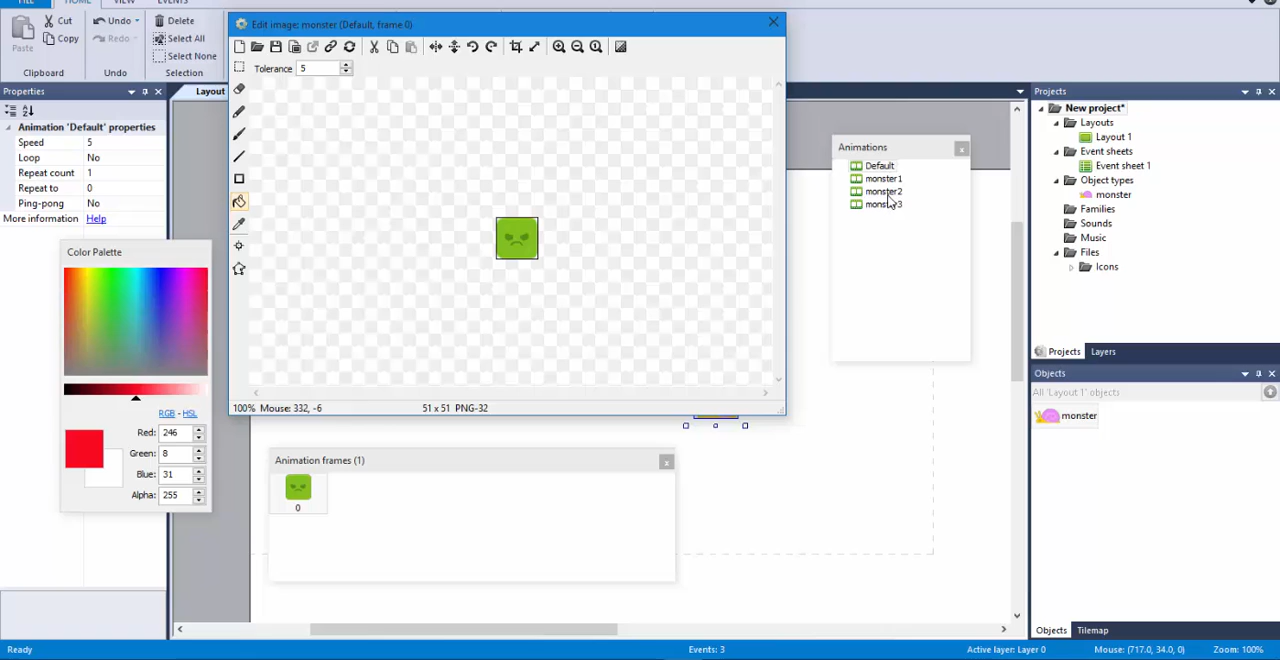 FILE HOME VIEW EVENTS
Cut
Copy
Paste
Clipboard
Undo
Redo
Undo
Delete
Select All
Select None
Selection
Edit image: monster (Default, frame 0)
Tolerance 5
100% Mouse: 332, -6 51 x 51 PNG-32
Properties
Animation 'Default' properties
Speed 5
Loop No
Repeat count 1
Repeat to 0
Ping-pong No
More information Help
Color Palette
RGB - HSL
Red: 246
Green: 8
Blue: 31
Alpha: 255
Layout
Animations
Default
monster1
monster2
monster3
Animation frames (1)
0
Projects
New project*
Layouts
Layout 1
Event sheets
Event sheet 1
Object types
monster
Families
Sounds
Music
Files
Icons
Projects Layers
Objects
All 'Layout 1' objects
monster
Objects Tilemap
Ready Events: 3 Active layer: Layer 0 Mouse: (717.0, 34.0, 0) Zoom: 100%